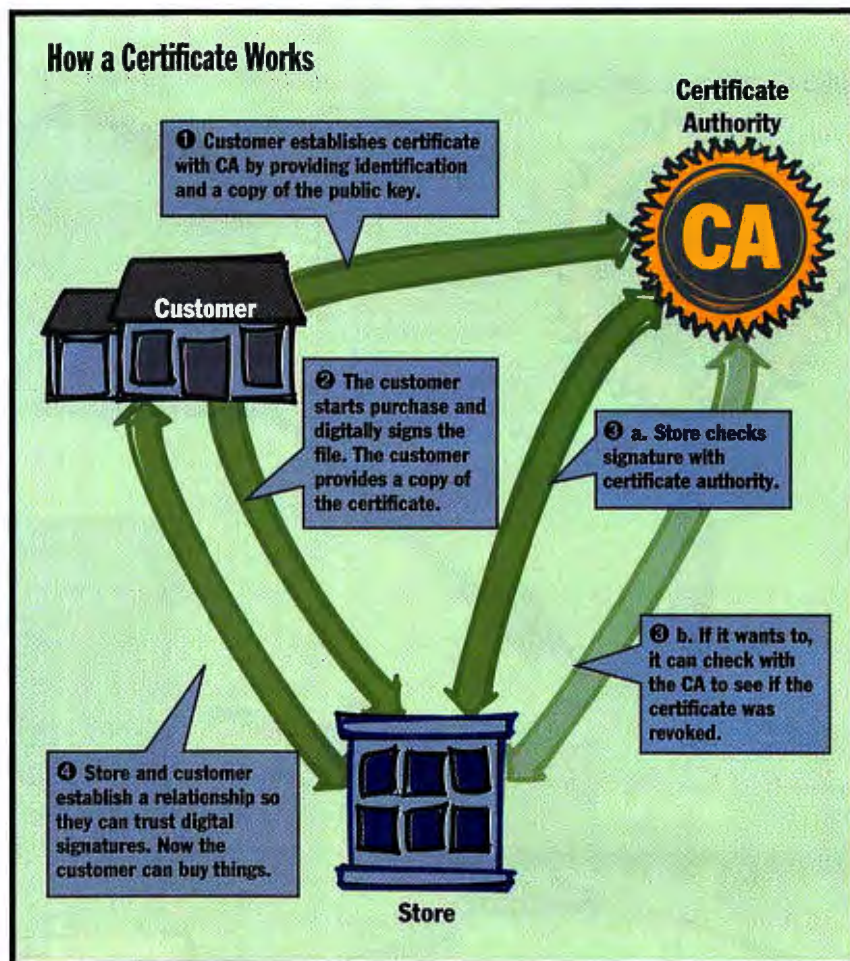 How a Certificate Works
Certificate
Authority
❶ Customer establishes certificate
with CA by providing identification
and a copy of the public key.
CA
Customer
❷ The customer
starts purchase and
digitally signs the
file. The customer
provides a copy of
the certificate.
❸ a. Store checks
signature with
certificate authority.
❸ b. If it wants to,
it can check with
the CA to see if the
certificate was
revoked.
❹ Store and customer
establish a relationship so
they can trust digital
signatures. Now the
customer can buy things.
Store